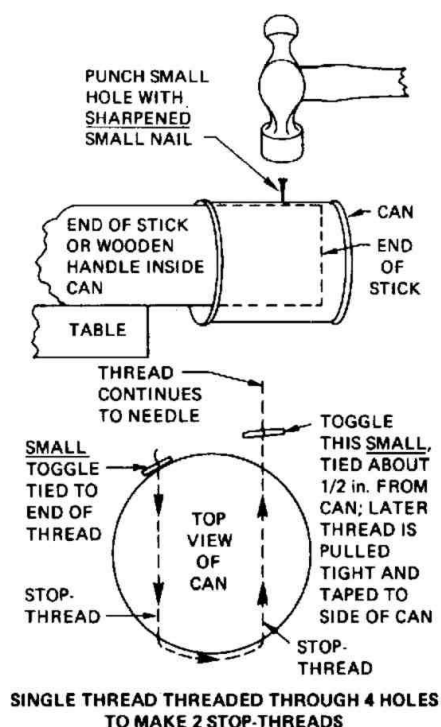 PUNCH SMALL
HOLE WITH
SHARPENED
SMALL NAIL
CAN
END OF STICK
OR WOODEN
HANDLE INSIDE
CAN
END
OF
STICK
TABLE
THREAD
CONTINUES
TO NEEDLE
SMALL
TOGGLE
TIED TO
END OF
THREAD
TOP
VIEW
OF
CAN
TOGGLE
THIS SMALL,
TIED ABOUT
1/2 in. FROM
CAN; LATER
THREAD IS
PULLED
TIGHT AND
TAPED TO
SIDE OF CAN
STOP-
THREAD
STOP-
THREAD
SINGLE THREAD THREADED THROUGH 4 HOLES
TO MAKE 2 STOP-THREADS